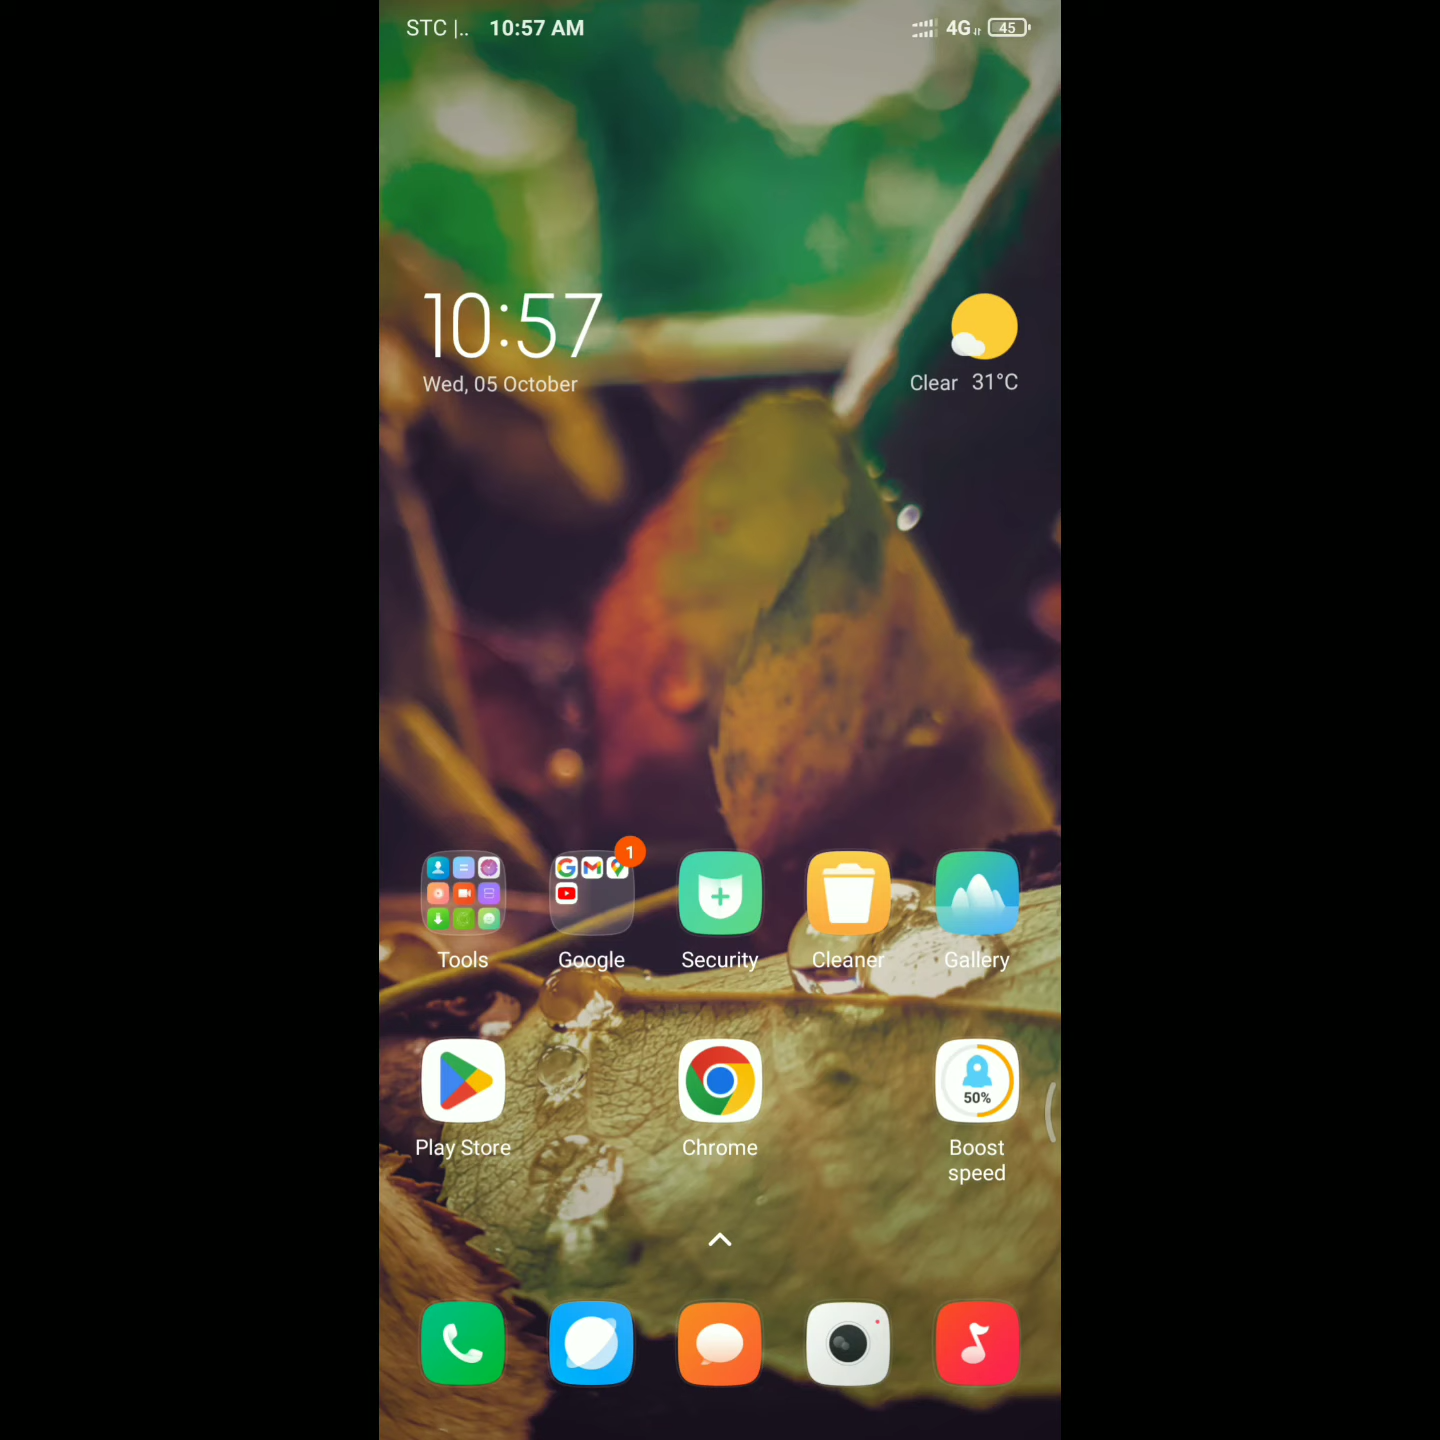 STC |.. 10:57 AM 4G 45
10:57
Wed, 05 October
Clear 31°C
1
Tools Google Security Cleaner Gallery
50%
Play Store Chrome Boost
speed